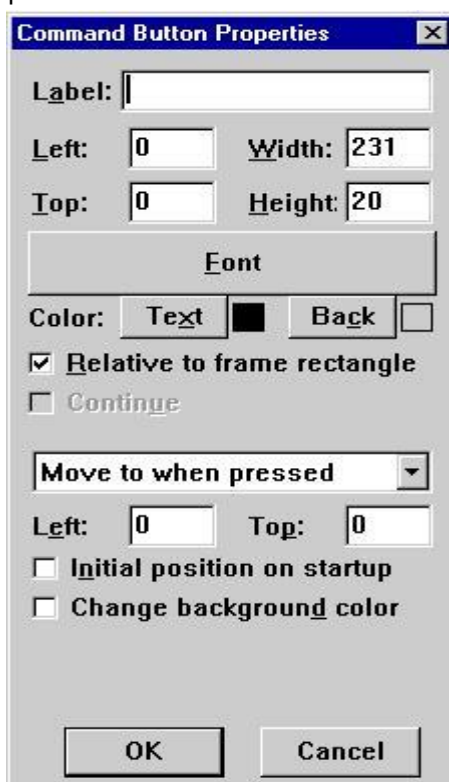 Command Button Properties
Label:
Left: 0 Width: 231
Top: 0 Height: 20
Font
Color: Text Back
Relative to frame rectangle
Continue
Move to when pressed
Left: 0 Top: 0
Initial position on startup
Change background color
OK Cancel